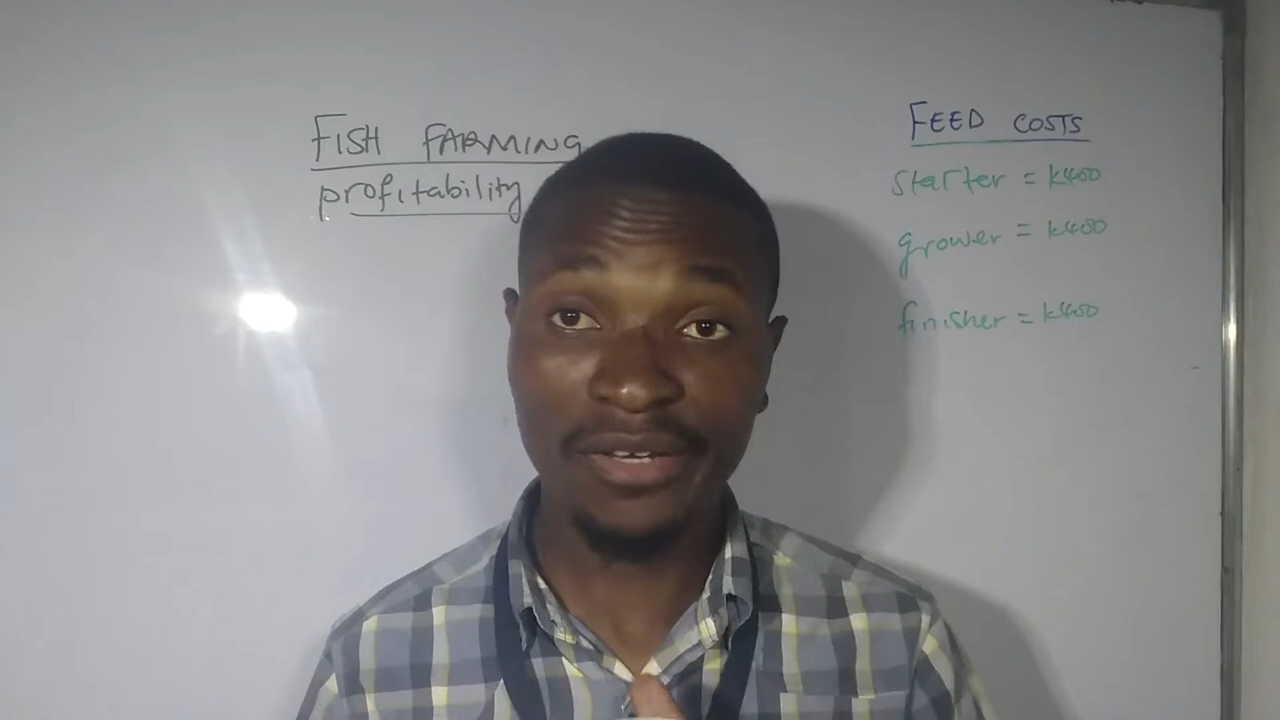 FISH FARMING
profitability
FEED COSTS
starter = K400
grower = K400
finisher = K400